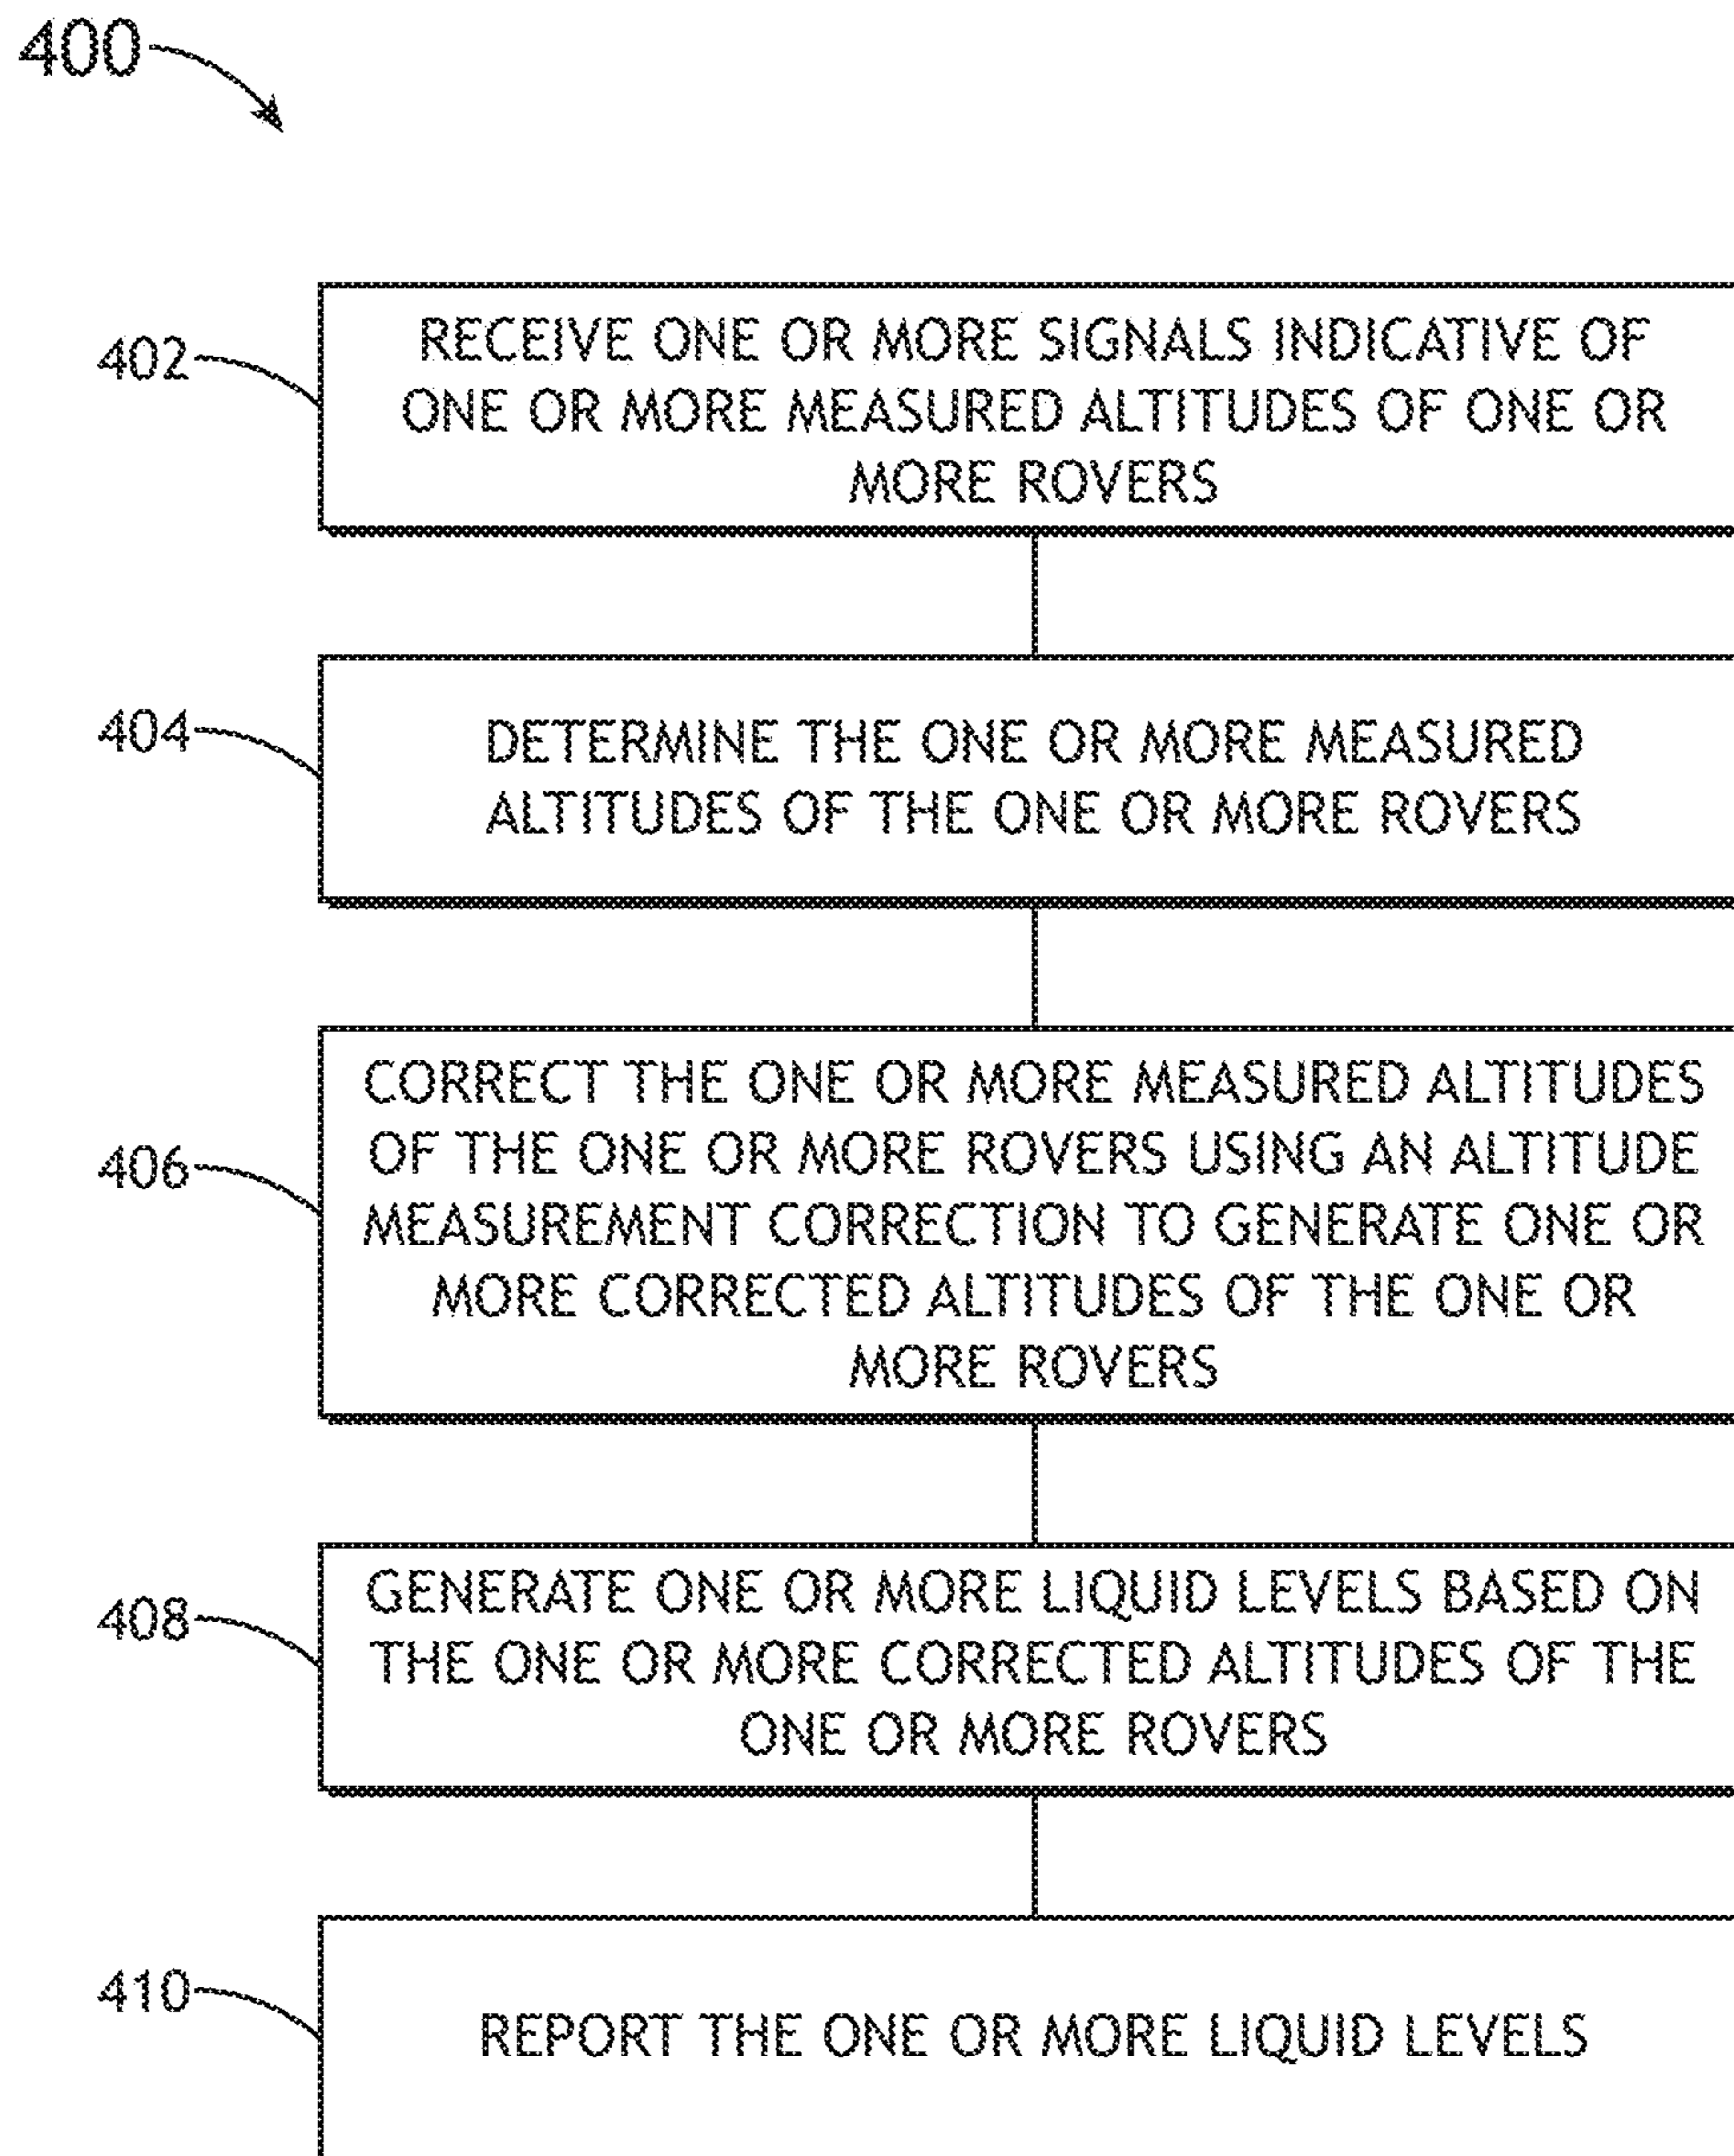 400
402
RECEIVE ONE OR MORE SIGNALS INDICATIVE OF
ONE OR MORE MEASURED ALTITUDES OF ONE OR
MORE ROVERS
404
DETERMINE THE ONE OR MORE MEASURED
ALTITUDES OF THE ONE OR MORE ROVERS
406
CORRECT THE ONE OR MORE MEASURED ALTITUDES
OF THE ONE OR MORE ROVERS USING AN ALTITUDE
MEASUREMENT CORRECTION TO GENERATE ONE OR
MORE CORRECTED ALTITUDES OF THE ONE OR
MORE ROVERS
408
GENERATE ONE OR MORE LIQUID LEVELS BASED ON
THE ONE OR MORE CORRECTED ALTITUDES OF THE
ONE OR MORE ROVERS
410
REPORT THE ONE OR MORE LIQUID LEVELS